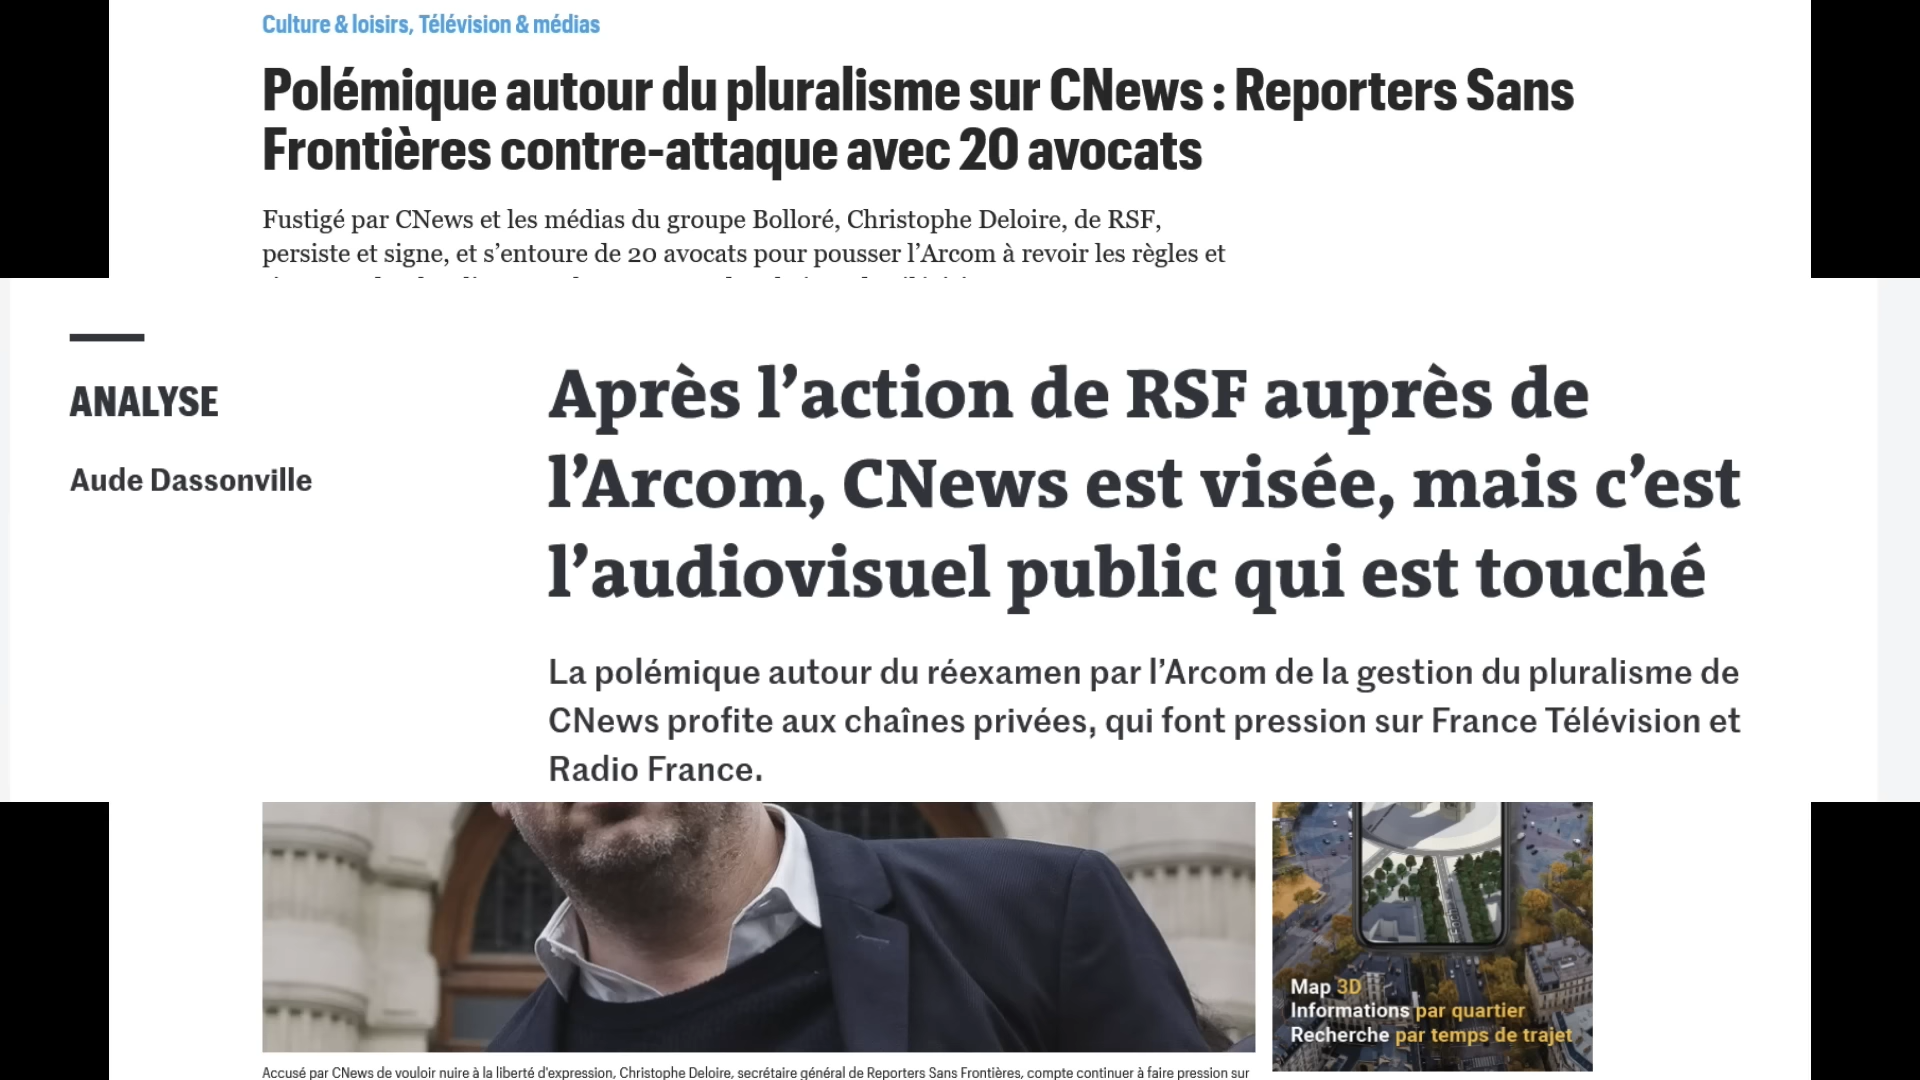 Culture & loisirs, Télévision & médias
Polémique autour du pluralisme sur CNews : Reporters Sans
Frontières contre-attaque avec 20 avocats
Fustigé par CNews et les médias du groupe Bolloré, Christophe Deloire, de RSF,
persiste et signe, et s’entoure de 20 avocats pour pousser l’Arcom à revoir les règles et
ANALYSE
Aude Dassonville
Après l’action de RSF auprès de
l’Arcom, CNews est visée, mais c’est
l’audiovisuel public qui est touché
La polémique autour du réexamen par l’Arcom de la gestion du pluralisme de
CNews profite aux chaînes privées, qui font pression sur France Télévision et
Radio France.
Map 3D
Informations par quartier
Recherche par temps de trajet
Accusé par CNews de vouloir nuire à la liberté d'expression, Christophe Deloire, secrétaire général de Reporters Sans Frontières, compte continuer à faire pression sur